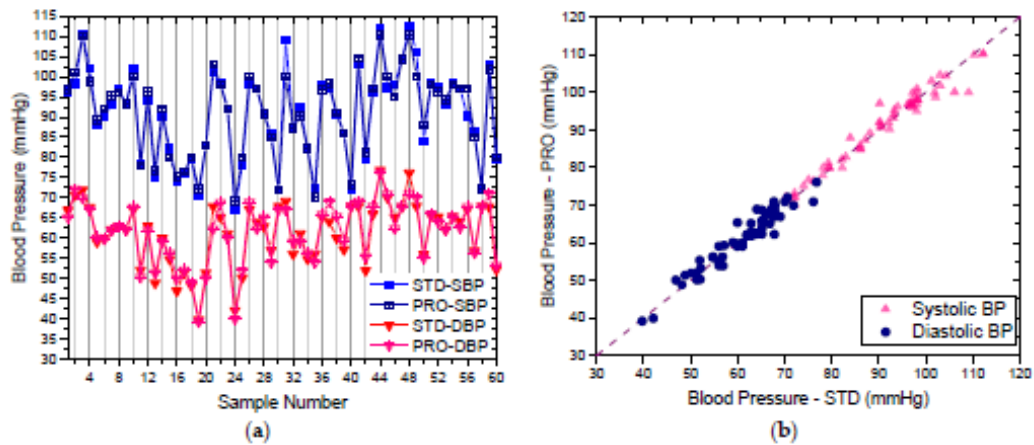 115
110
105
100
95
90
85
80
75
70
65
60
55
50
45
40
35
30
Blood Pressure (mmHg)
STD-SBP
PRO-SBP
STD-DBP
PRO-DBP
4 8 12 16 20 24 28 32 36 40 44 48 52 56 60
Sample Number
(a)
120
110
100
90
80
70
60
50
40
30
Blood Pressure - PRO (mmHg)
Systolic BP
Diastolic BP
30 40 50 60 70 80 90 100 110 120
Blood Pressure - STD (mmHg)
(b)